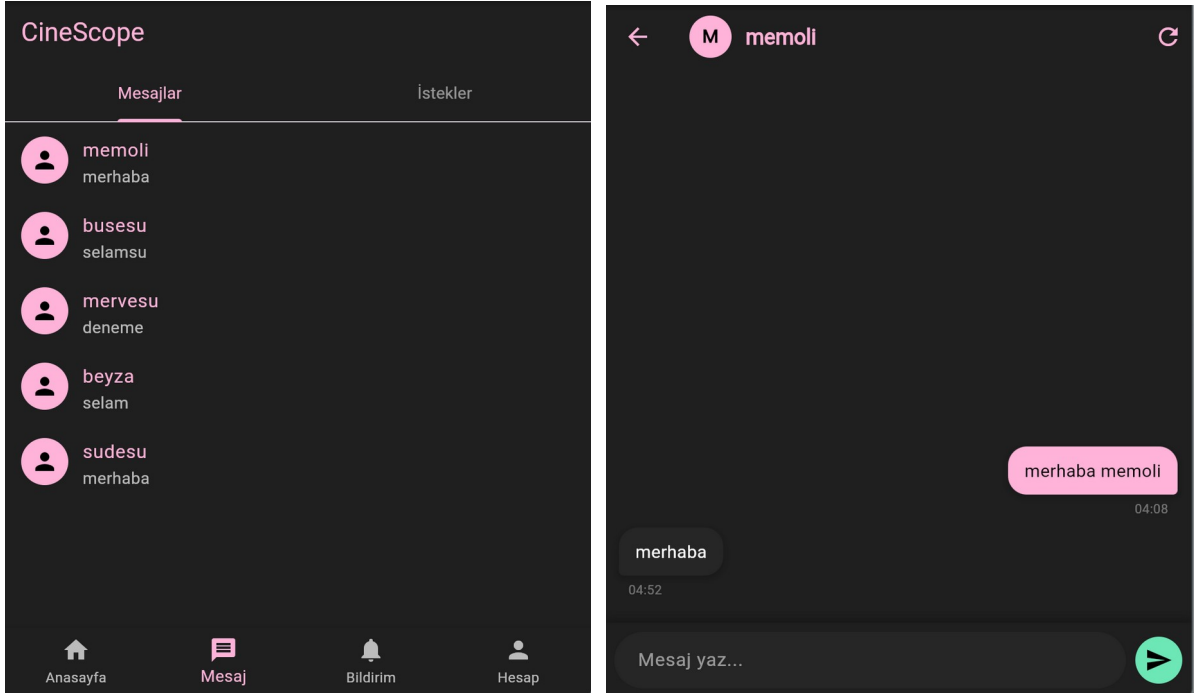 CineScope
Mesajlar
İstekler
memoli
merhaba
busesu
selamsu
mervesu
deneme
beyza
selam
sudesu
merhaba
Anasayfa
Mesaj
Bildirim
Hesap
M
memoli
merhaba memoli
04:08
merhaba
04:52
Mesaj yaz...